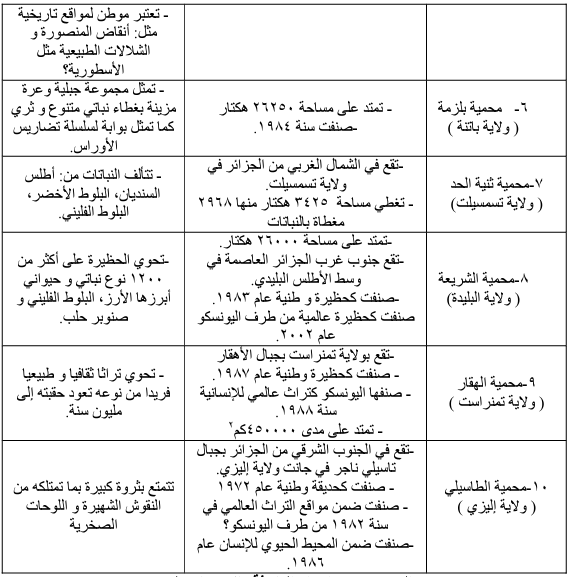 - تعتبر موطن لمواقع تاريخية
مثل: أنقاض المنصورة و
الشلالات الطبيعية مثل
الأسطورية؟
٦- محمية بلزمة
( ولاية باتنة )
- تمتد على مساحة ٢٦٢٥٠ هكتار
-صنفت سنة ١٩٨٤.
- تمثل مجموعة جبلية وعرة
مزينة بغطاء نباتي متنوع و ثري
كما تمثل بوابة لسلسلة تضاريس
الأوراس.
٧-محمية ثنية الحد
( ولاية تسمسيلت)
-تقع في الشمال الغربي من الجزائر في
ولاية تسمسيلت.
- تغطي مساحة ٣٤٢٥ هكتار منها ٢٩٦٨
مغطاة بالنباتات
- تتألف النباتات من: أطلس
السنديان، البلوط الأخضر،
البلوط الفليني.
٨-محمية الشريعة
( ولاية البليدة)
-تمتد على مساحة ٢٦٠٠٠ هكتار.
-تقع جنوب غرب الجزائر العاصمة في
وسط الأطلس البليدي.
-صنفت كحظيرة و طنية عام ١٩٨٣.
صنفت كحظيرة عالمية من طرف اليونسكو
عام ٢٠٠٢.
-تحوي الحظيرة على أكثر من
١٢٠٠ نوع نباتي و حيواني
أبرزها الأرز، البلوط الفليني و
صنوبر حلب.
٩-محمية الهقار
( ولاية تمنراست )
-تقع بولاية تمنراست بجبال الأهقار
- صنفت كحظيرة وطنية عام ١٩٨٧.
- صنفها اليونسكو كتراث عالمي للإنسانية
سنة ١٩٨٨.
- تمتد على مدى ٤٥٠٠٠٠كم٢
- تحوي تراثا ثقافيا و طبيعيا
فريدا من نوعه تعود حقبته إلى
مليون سنة.
١٠-محمية الطاسيلي
( ولاية إليزي )
-تقع في الجنوب الشرقي من الجزائر بجبال
تاسيلي ناجر في جانت ولاية إليزي.
- صنفت كحديقة وطنية عام ١٩٧٢
- صنفت ضمن مواقع التراث العالمي في
سنة ١٩٨٢ من طرف اليونسكو؟
-صنفت ضمن المحيط الحيوي للإنسان عام
١٩٨٦.
تتمتع بثروة كبيرة بما تمتلكه من
النقوش الشهيرة و اللوحات
الصخرية